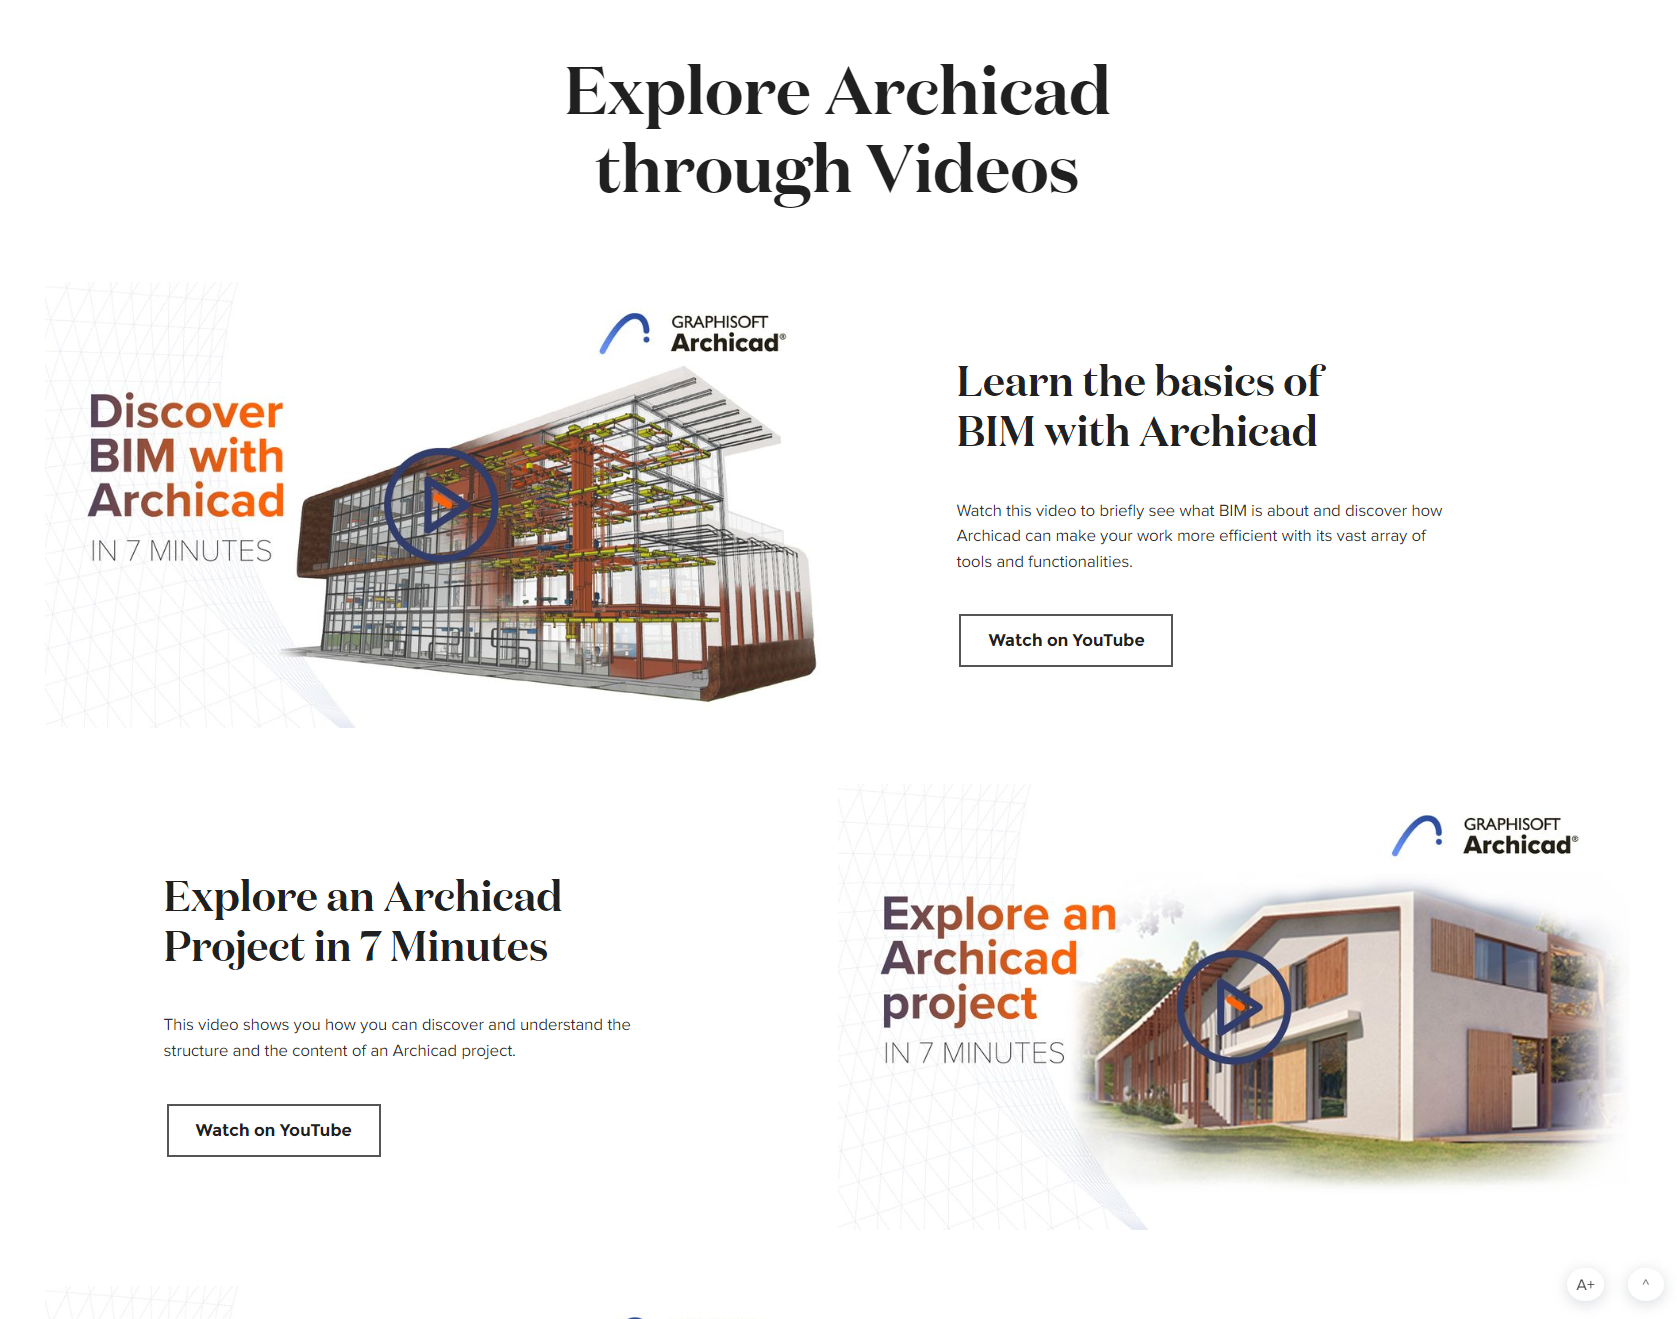 Explore Archicad
through Videos
GRAPHISOFT
Archicad®
Discover
BIM with
Archicad
IN 7 MINUTES
Learn the basics of
BIM with Archicad
Watch this video to briefly see what BIM is about and discover how
Archicad can make your work more efficient with its vast array of
tools and functionalities.
Watch on YouTube
Explore an Archicad
Project in 7 Minutes
This video shows you how you can discover and understand the
structure and the content of an Archicad project.
Watch on YouTube
GRAPHISOFT
Archicad®
Explore an
Archicad
project
IN 7 MINUTES
A+
^